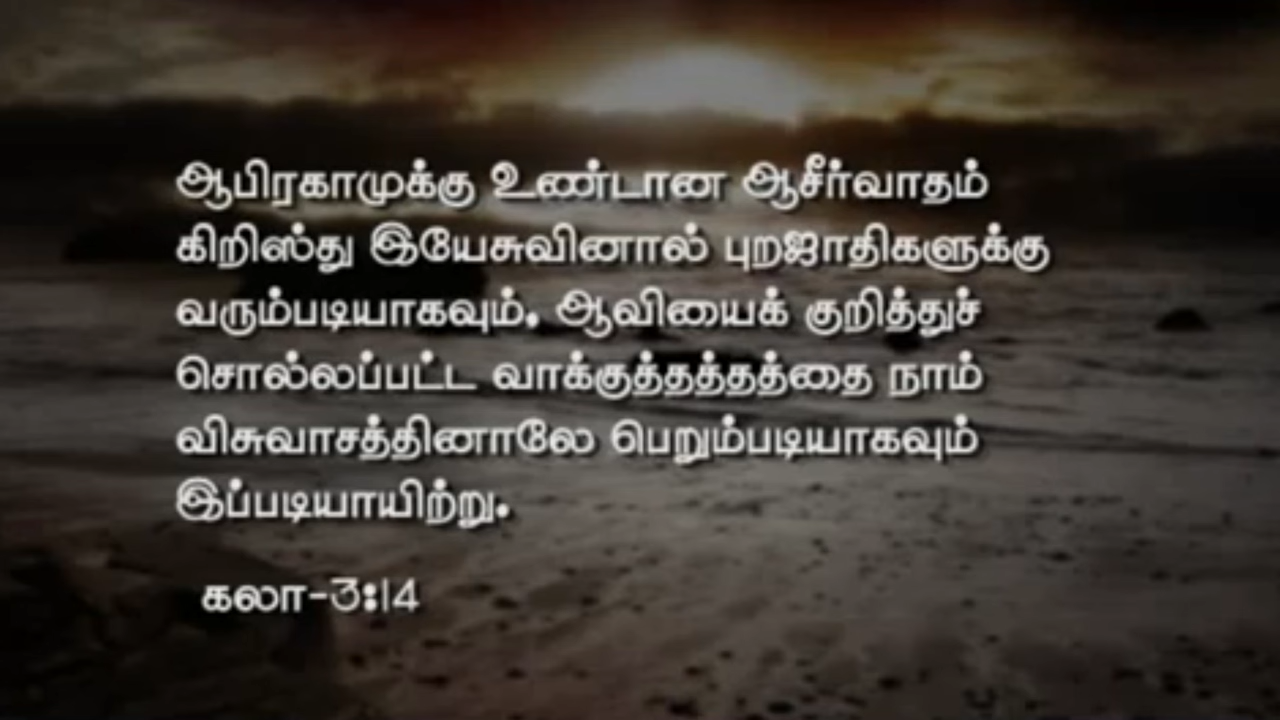 ஆபிரகாமுக்கு உண்டான ஆசீர்வாதம்
கிறிஸ்து இயேசுவினால் புறஜாதிகளுக்கு
வரும்படியாகவும். ஆவியைக் குறித்துச்
சொல்லப்பட்ட வாக்குத்தத்தத்தை நாம்
விசுவாசத்தினாலே பெறும்படியாகவும்
இப்படியாயிற்று.
கலா-3:14